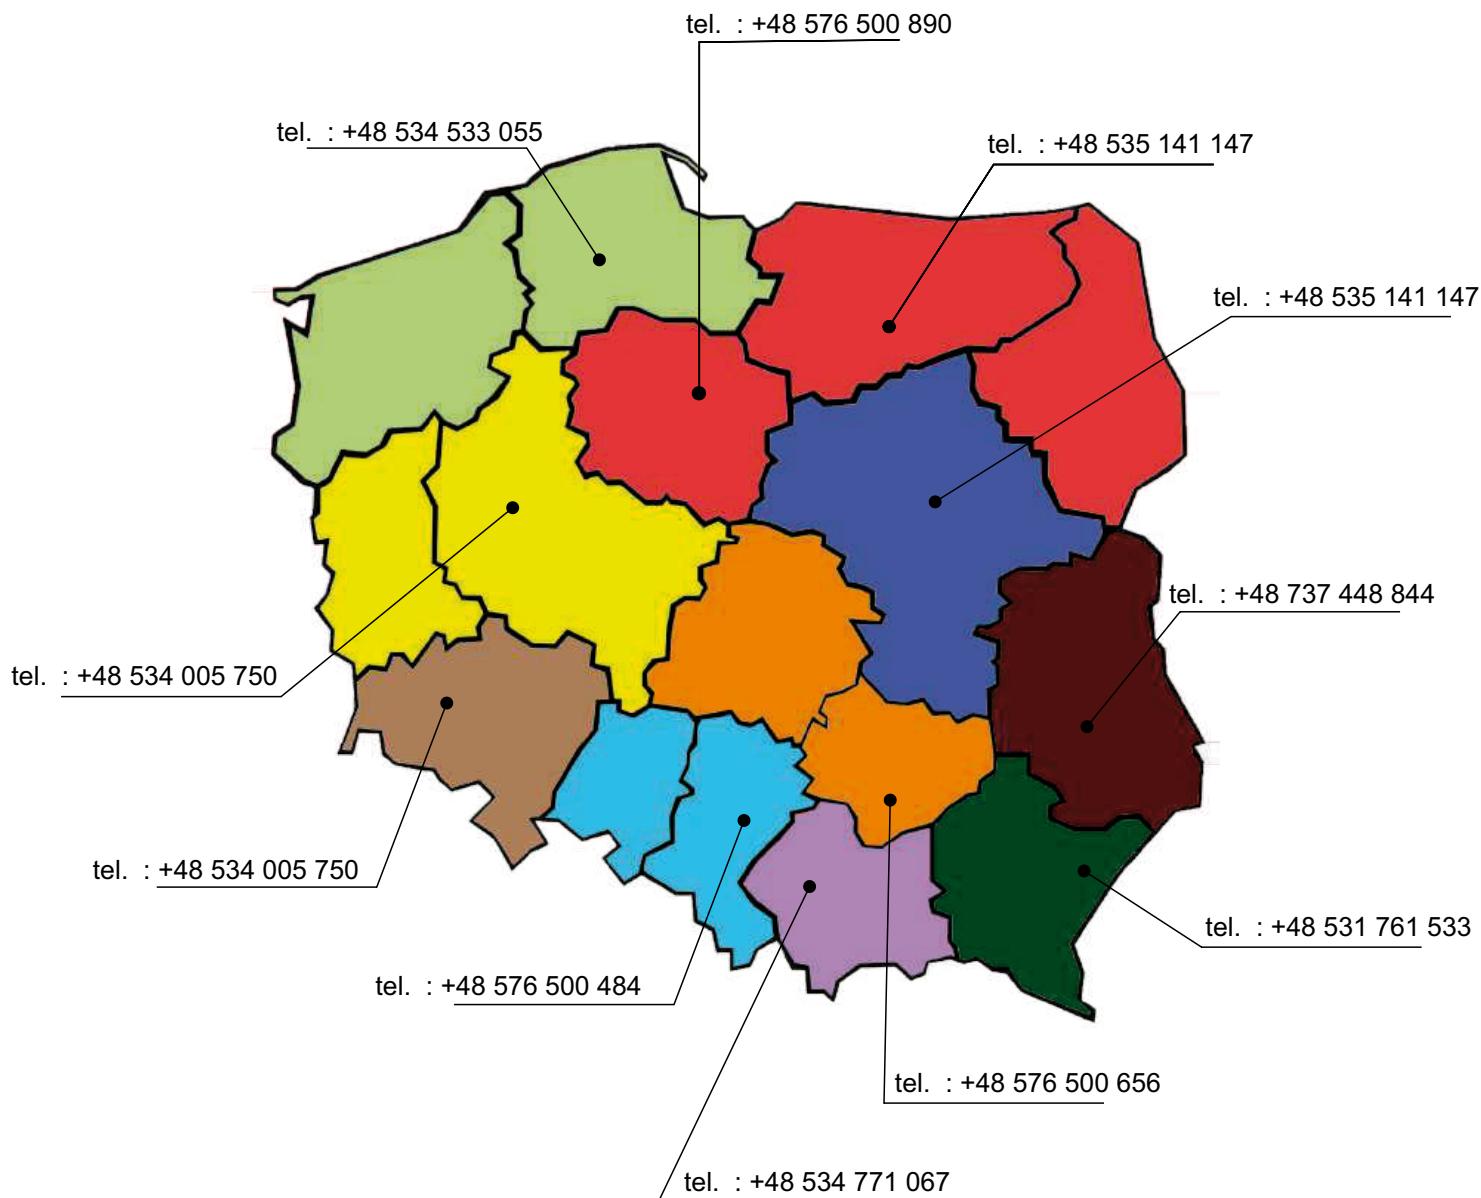 tel. : +48 576 500 890
tel. : +48 534 533 055
tel. : +48 535 141 147
tel. : +48 535 141 147
tel. : +48 737 448 844
tel. : +48 534 005 750
tel. : +48 534 005 750
tel. : +48 531 761 533
tel. : +48 576 500 484
tel. : +48 576 500 656
tel. : +48 534 771 067